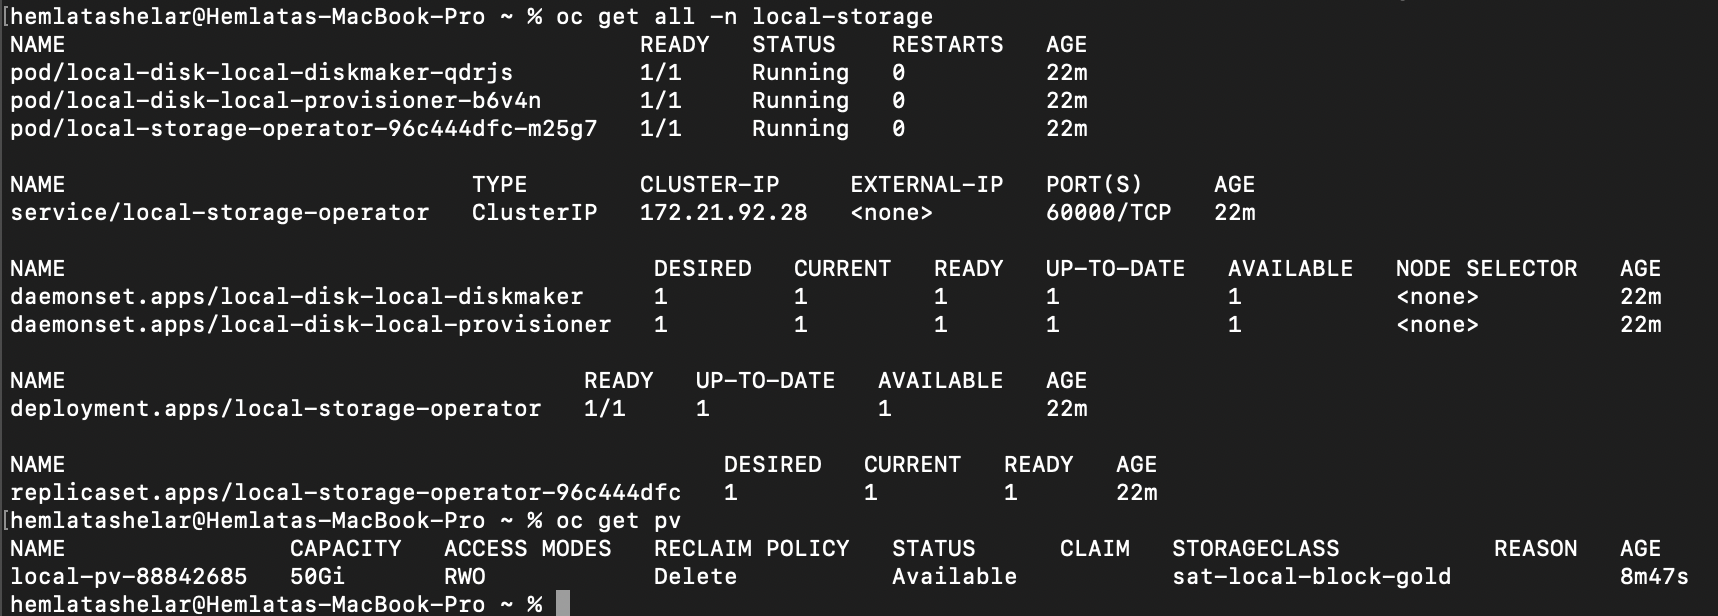 [hemlatashelar@Hemlatas-MacBook-Pro ~ % oc get all -n local-storage
NAME                                         READY   STATUS    RESTARTS   AGE
pod/local-disk-local-diskmaker-qdrjs         1/1     Running   0          22m
pod/local-disk-local-provisioner-b6v4n       1/1     Running   0          22m
pod/local-storage-operator-96c444dfc-m25g7   1/1     Running   0          22m
NAME                             TYPE        CLUSTER-IP     EXTERNAL-IP   PORT(S)     AGE
service/local-storage-operator   ClusterIP   172.21.92.28   <none>        60000/TCP   22m
NAME                                          DESIRED   CURRENT   READY   UP-TO-DATE   AVAILABLE   NODE SELECTOR   AGE
daemonset.apps/local-disk-local-diskmaker     1         1         1       1            1           <none>          22m
daemonset.apps/local-disk-local-provisioner   1         1         1       1            1           <none>          22m
NAME                                     READY   UP-TO-DATE   AVAILABLE   AGE
deployment.apps/local-storage-operator   1/1     1            1           22m
NAME                                               DESIRED   CURRENT   READY   AGE
replicaset.apps/local-storage-operator-96c444dfc   1         1         1       22m
[hemlatashelar@Hemlatas-MacBook-Pro ~ % oc get pv
NAME                CAPACITY   ACCESS MODES   RECLAIM POLICY   STATUS      CLAIM   STORAGECLASS           REASON   AGE
local-pv-88842685   50Gi       RWO            Delete           Available           sat-local-block-gold            8m47s
hemlatashelar@Hemlatas-MacBook-Pro ~ %